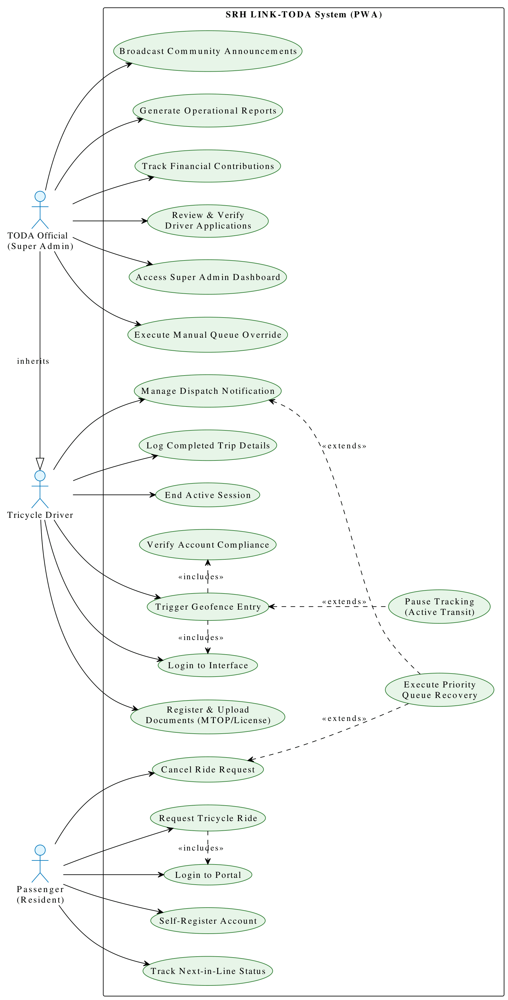 SRH LINK-TODA System (PWA)
Broadcast Community Announcements
Generate Operational Reports
Track Financial Contributions
Review & Verify
Driver Applications
TODA Official
(Super Admin)
Access Super Admin Dashboard
Execute Manual Queue Override
inherits
Manage Dispatch Notification
Log Completed Trip Details
«extends»
End Active Session
Tricycle Driver
Verify Account Compliance
«includes»
Trigger Geofence Entry
«extends»
Pause Tracking
(Active Transit)
«includes»
Login to Interface
Execute Priority
Queue Recovery
Register & Upload
Documents (MTOP/License)
«extends»
Cancel Ride Request
Request Tricycle Ride
«includes»
Login to Portal
Passenger
(Resident)
Self-Register Account
Track Next-in-Line Status